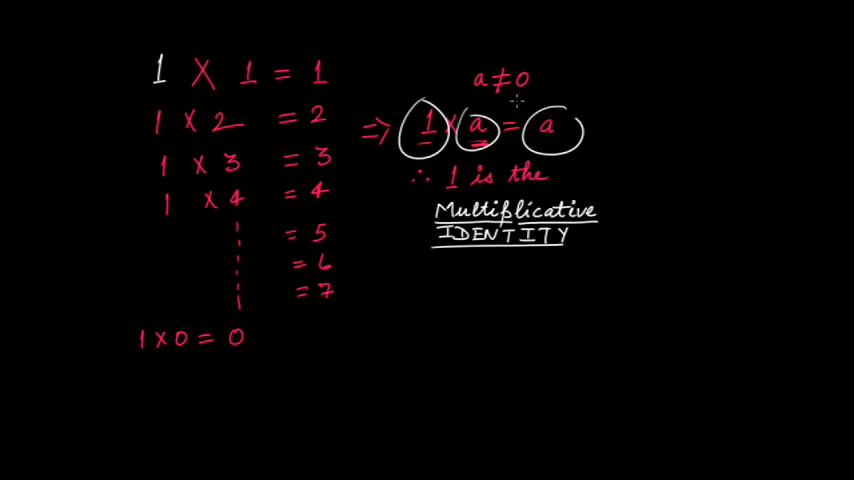 1 × 1 = 1
1 × 2 = 2
1 × 3 = 3
1 × 4 = 4
= 5
= 6
= 7
1 × 0 = 0
a ≠ 0
⇒ 1 × a = a
∴ 1 is the
Multiplicative
IDENTITY